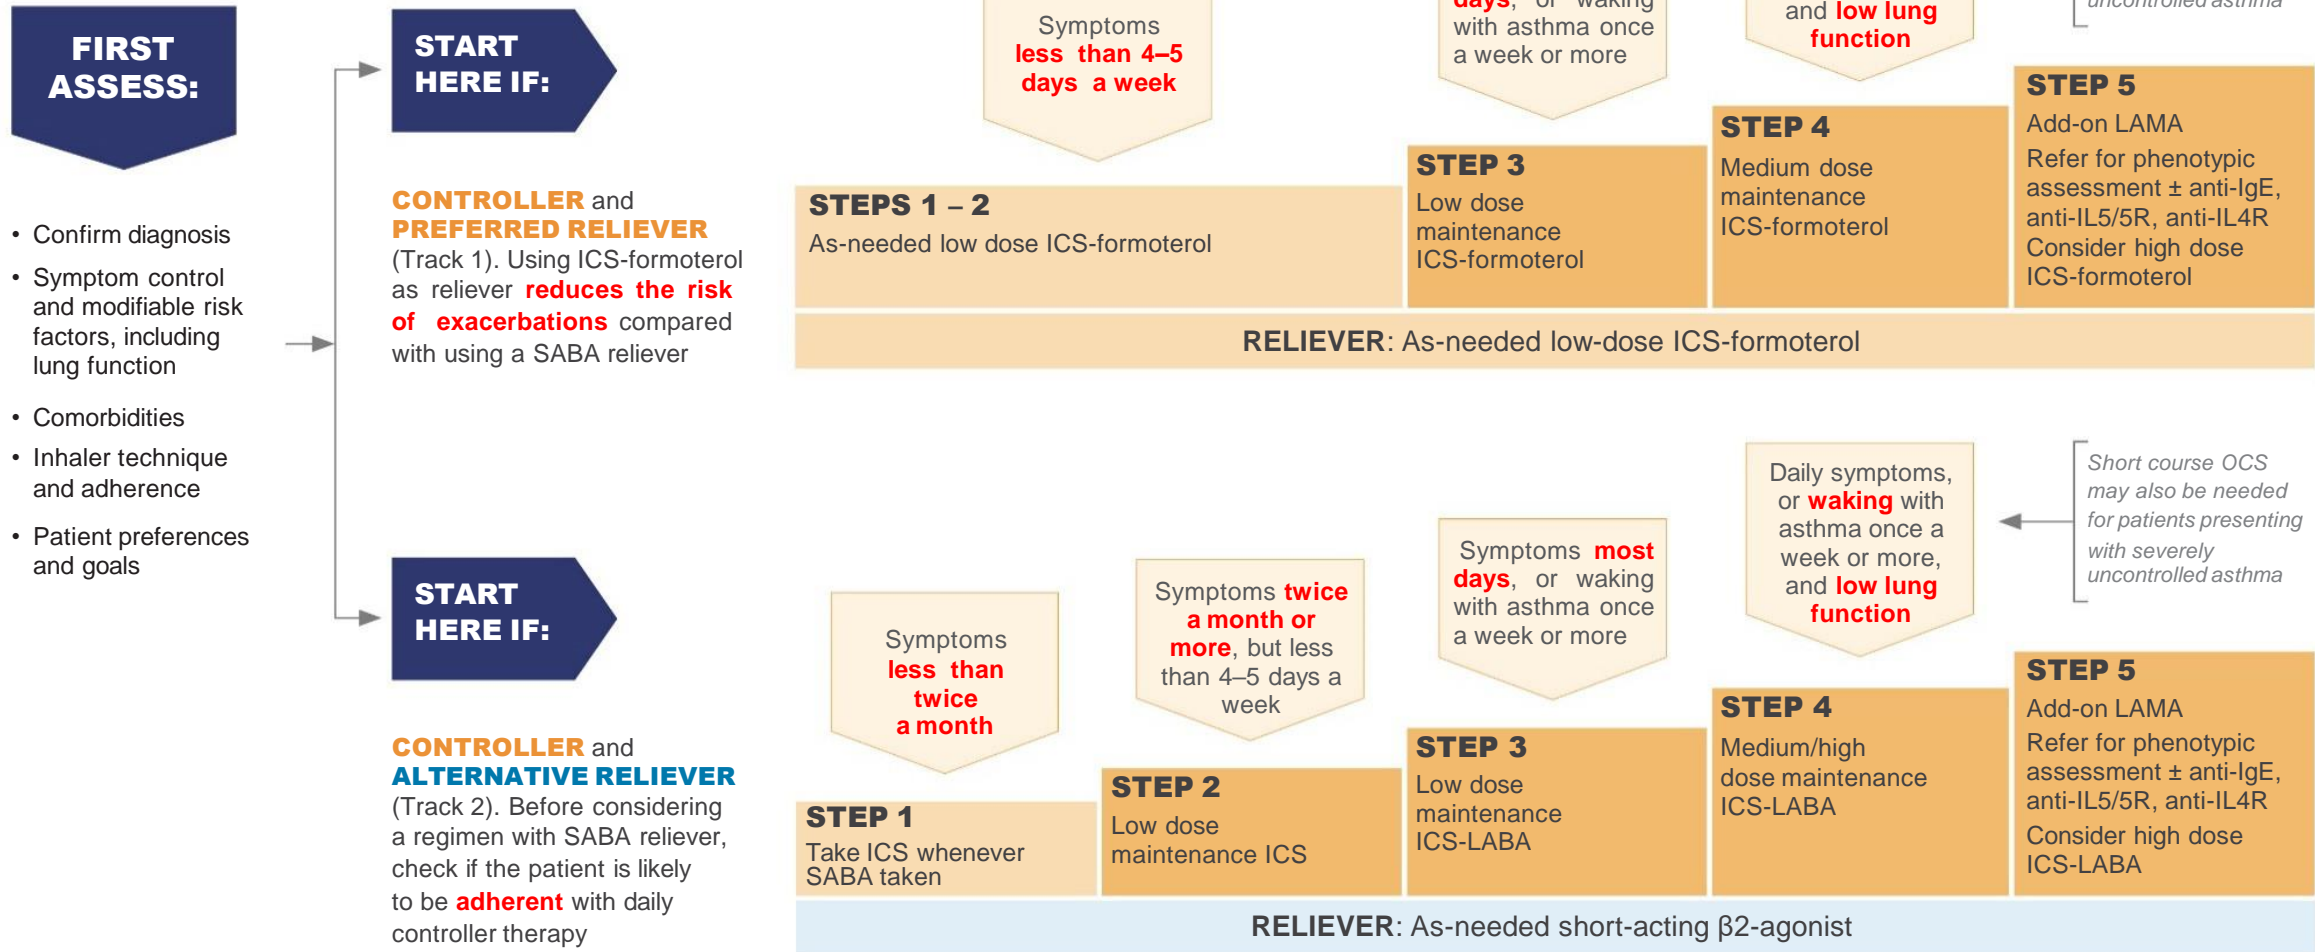 FIRST
ASSESS:
• Confirm diagnosis
• Symptom control
and modifiable risk
factors, including
lung function
• Comorbidities
• Inhaler technique
and adherence
• Patient preferences
and goals
START
HERE IF:
CONTROLLER and
PREFERRED RELIEVER
(Track 1). Using ICS-formoterol
as reliever reduces the risk
of exacerbations compared
with using a SABA reliever
Symptoms
less than 4–5
days a week
days, or waking
with asthma once
a week or more
and low lung
function
uncontrolled asthma
STEPS 1 – 2
As-needed low dose ICS-formoterol
STEP 3
Low dose
maintenance
ICS-formoterol
STEP 4
Medium dose
maintenance
ICS-formoterol
STEP 5
Add-on LAMA
Refer for phenotypic
assessment ± anti-IgE,
anti-IL5/5R, anti-IL4R
Consider high dose
ICS-formoterol
RELIEVER: As-needed low-dose ICS-formoterol
START
HERE IF:
CONTROLLER and
ALTERNATIVE RELIEVER
(Track 2). Before considering
a regimen with SABA reliever,
check if the patient is likely
to be adherent with daily
controller therapy
Symptoms
less than
twice
a month
Symptoms twice
a month or
more, but less
than 4–5 days a
week
Symptoms most
days, or waking
with asthma once
a week or more
Daily symptoms,
or waking with
asthma once a
week or more,
and low lung
function
Short course OCS
may also be needed
for patients presenting
with severely
uncontrolled asthma
STEP 1
Take ICS whenever
SABA taken
STEP 2
Low dose
maintenance ICS
STEP 3
Low dose
maintenance
ICS-LABA
STEP 4
Medium/high
dose maintenance
ICS-LABA
STEP 5
Add-on LAMA
Refer for phenotypic
assessment ± anti-IgE,
anti-IL5/5R, anti-IL4R
Consider high dose
ICS-LABA
RELIEVER: As-needed short-acting β2-agonist